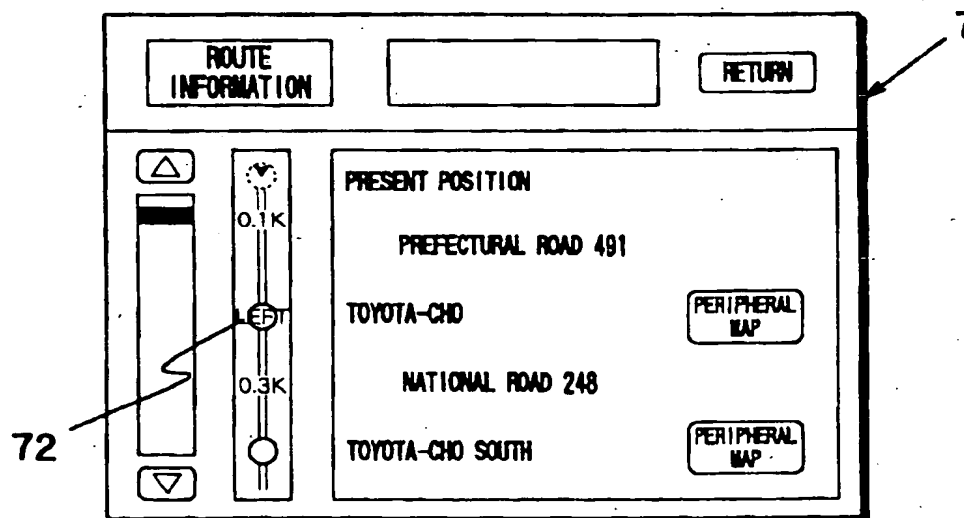 ROUTE
INFORMATION
RETURN
7
△
0.1K
PRESENT POSITION
PREFECTURAL ROAD 491
LEFT
TOYOTA-CHO
PERIPHERAL
MAP
0.3K
NATIONAL ROAD 248
72
TOYOTA-CHO SOUTH
PERIPHERAL
MAP
▽